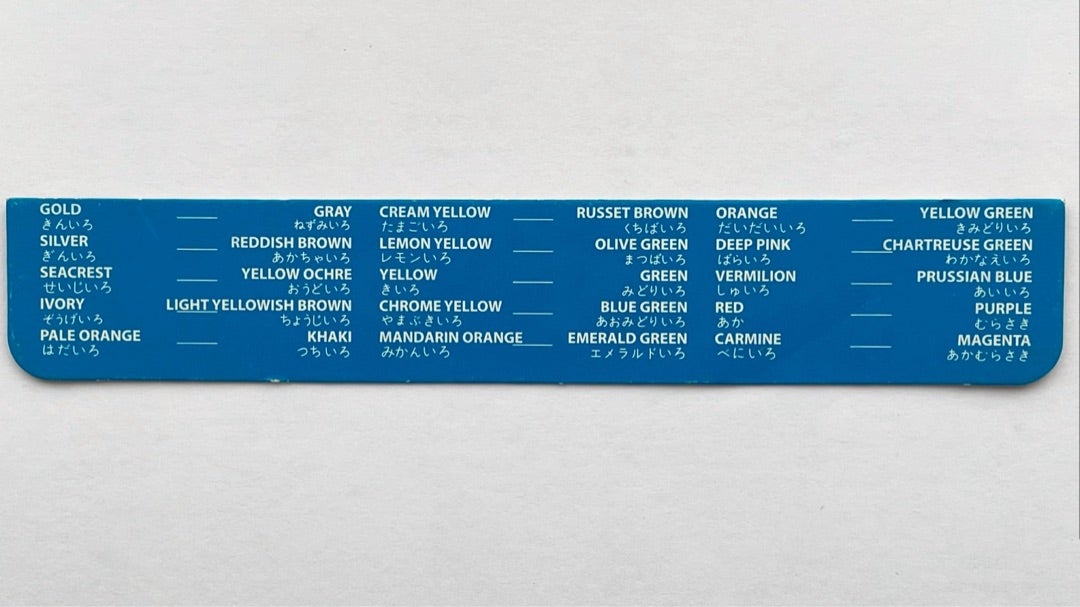 GOLD
きんいろ
SILVER
ぎんいろ
SEACREST
せいじいろ
IVORY
ぞうげいろ
PALE ORANGE
はだいろ
GRAY
ねずみいろ
REDDISH BROWN
あかちゃいろ
YELLOW OCHRE
おうどいろ
LIGHT YELLOWISH BROWN
ちょうじいろ
KHAKI
つちいろ
CREAM YELLOW
たまごいろ
LEMON YELLOW
レモンいろ
YELLOW
きいろ
CHROME YELLOW
やまぶきいろ
MANDARIN ORANGE
みかんいろ
RUSSET BROWN
くちばいろ
OLIVE GREEN
まつばいろ
GREEN
みどりいろ
BLUE GREEN
あおみどりいろ
EMERALD GREEN
エメラルドいろ
ORANGE
だいだいいろ
DEEP PINK
ばらいろ
VERMILION
しゅいろ
RED
あか
CARMINE
べにいろ
YELLOW GREEN
きみどりいろ
CHARTREUSE GREEN
わかなえいろ
PRUSSIAN BLUE
あいいろ
PURPLE
むらさき
MAGENTA
あかむらさき